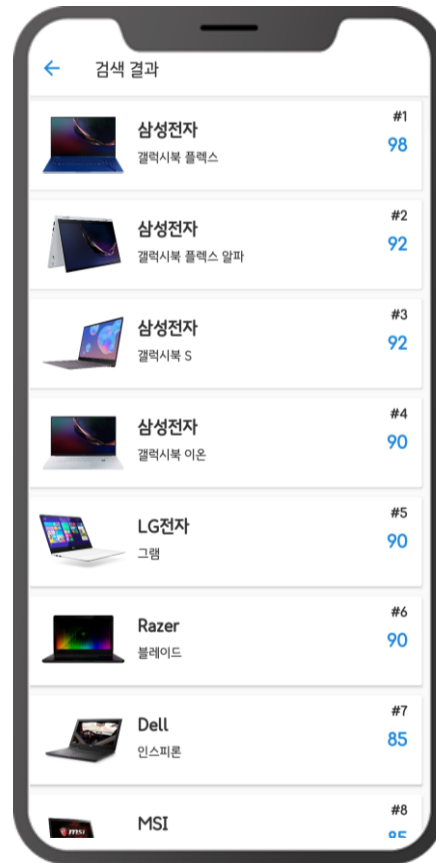 검색 결과
#1
삼성전자
98
갤럭시북 플렉스
#2
삼성전자
92
갤럭시북 플렉스 알파
#3
삼성전자
92
갤럭시북 S
#4
삼성전자
90
갤럭시북 이온
#5
LG전자
90
그램
#6
Razer
90
블레이드
#7
Dell
85
인스피론
#8
MSI
85
msi